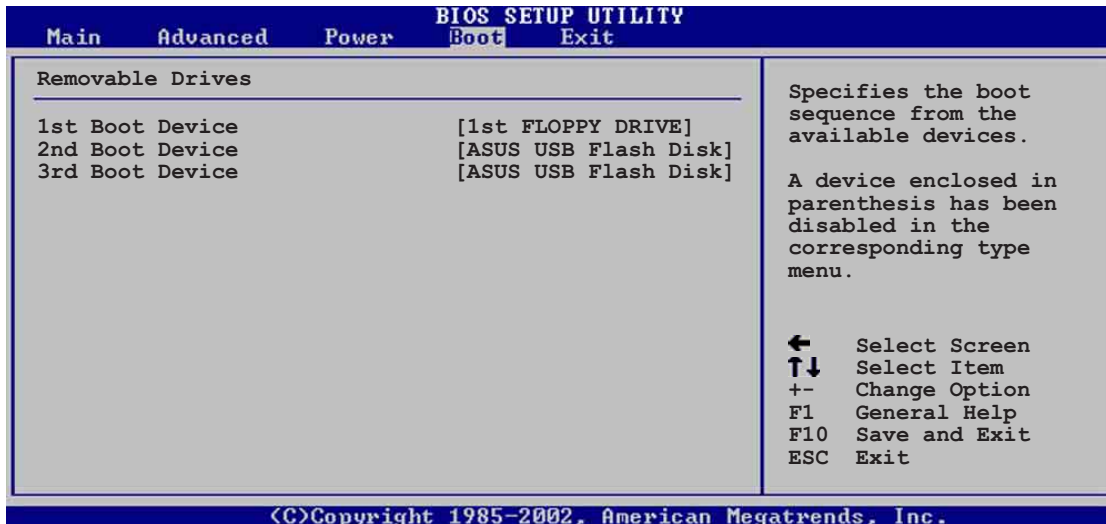 BIOS SETUP UTILITY
Main Advanced Power Boot Exit
Removable Drives
1st Boot Device [1st FLOPPY DRIVE]
2nd Boot Device [ASUS USB Flash Disk]
3rd Boot Device [ASUS USB Flash Disk]
Specifies the boot
sequence from the
available devices.
A device enclosed in
parenthesis has been
disabled in the
corresponding type
menu.
← Select Screen
↑↓ Select Item
+- Change Option
F1 General Help
F10 Save and Exit
ESC Exit
(C)Copyright 1985-2002, American Megatrends, Inc.